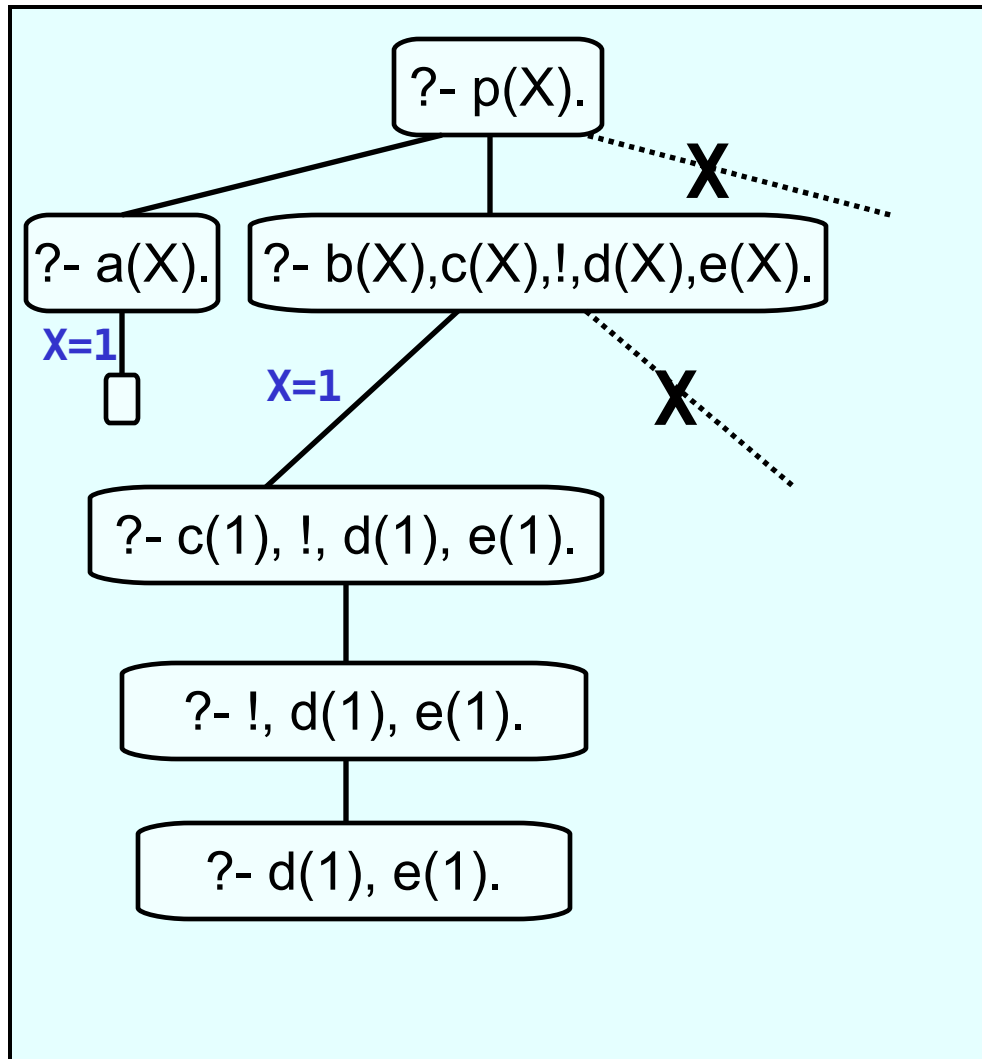 ?- p(X).
X
?- a(X).
?- b(X),c(X),!,d(X),e(X).
X=1
X=1
X
?- c(1), !, d(1), e(1).
?- !, d(1), e(1).
?- d(1), e(1).